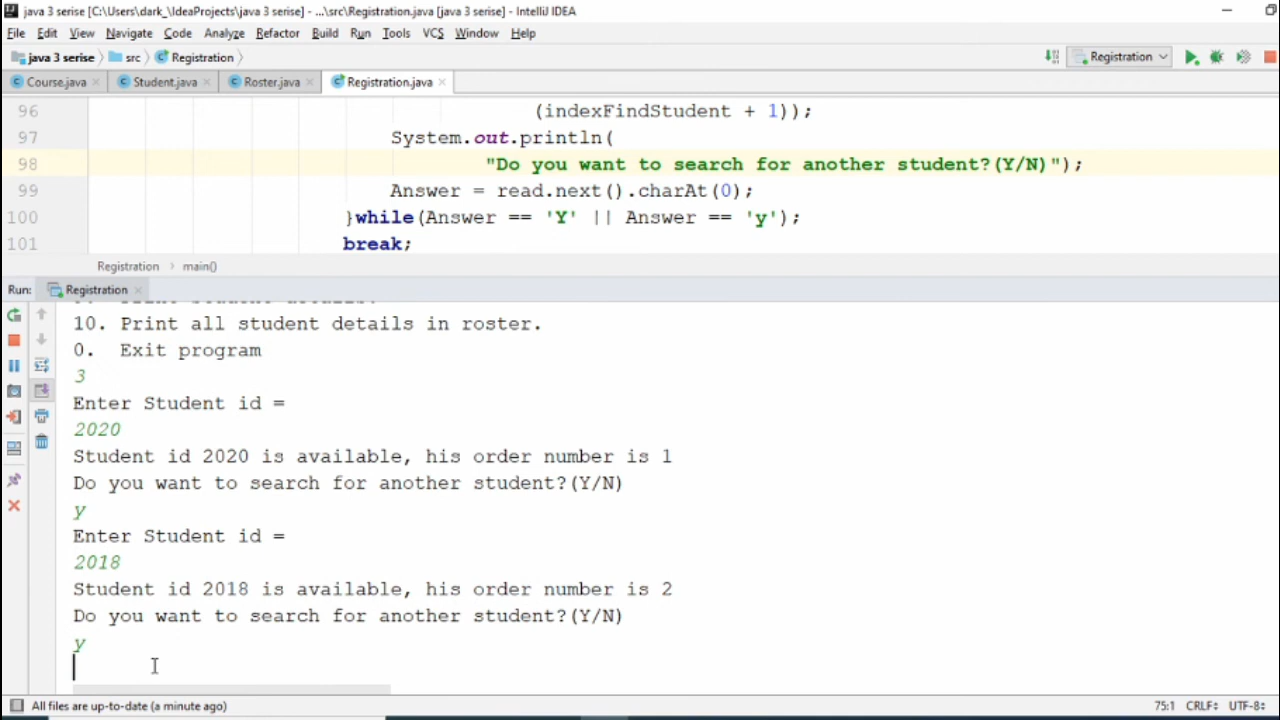 java 3 serise [C:\Users\dark_\IdeaProjects\java 3 serise] - ...\src\Registration.java [java 3 serise] - IntelliJ IDEA
File Edit View Navigate Code Analyze Refactor Build Run Tools VCS Window Help
java 3 serise src Registration Registration
Course.java Student.java Roster.java Registration.java
96 (indexFindStudent + 1));
97 System.out.println(
98 "Do you want to search for another student?(Y/N)");
99 Answer = read.next().charAt(0);
100 }while(Answer == 'Y' || Answer == 'y');
101 break;
Registration main()
Run: Registration
10. Print all student details in roster.
0. Exit program
3
Enter Student id =
2020
Student id 2020 is available, his order number is 1
Do you want to search for another student?(Y/N)
y
Enter Student id =
2018
Student id 2018 is available, his order number is 2
Do you want to search for another student?(Y/N)
y
All files are up-to-date (a minute ago) 75:1 CRLF UTF-8